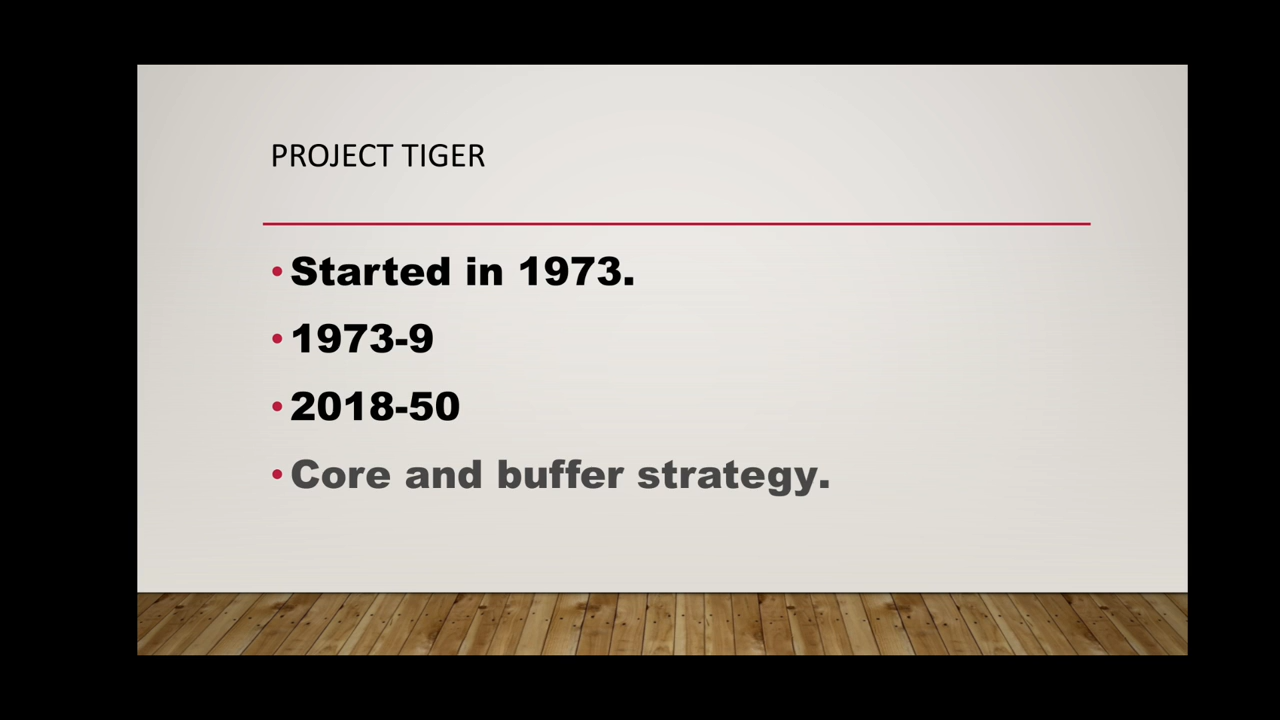 PROJECT TIGER
• Started in 1973.
• 1973-9
• 2018-50
• Core and buffer strategy.